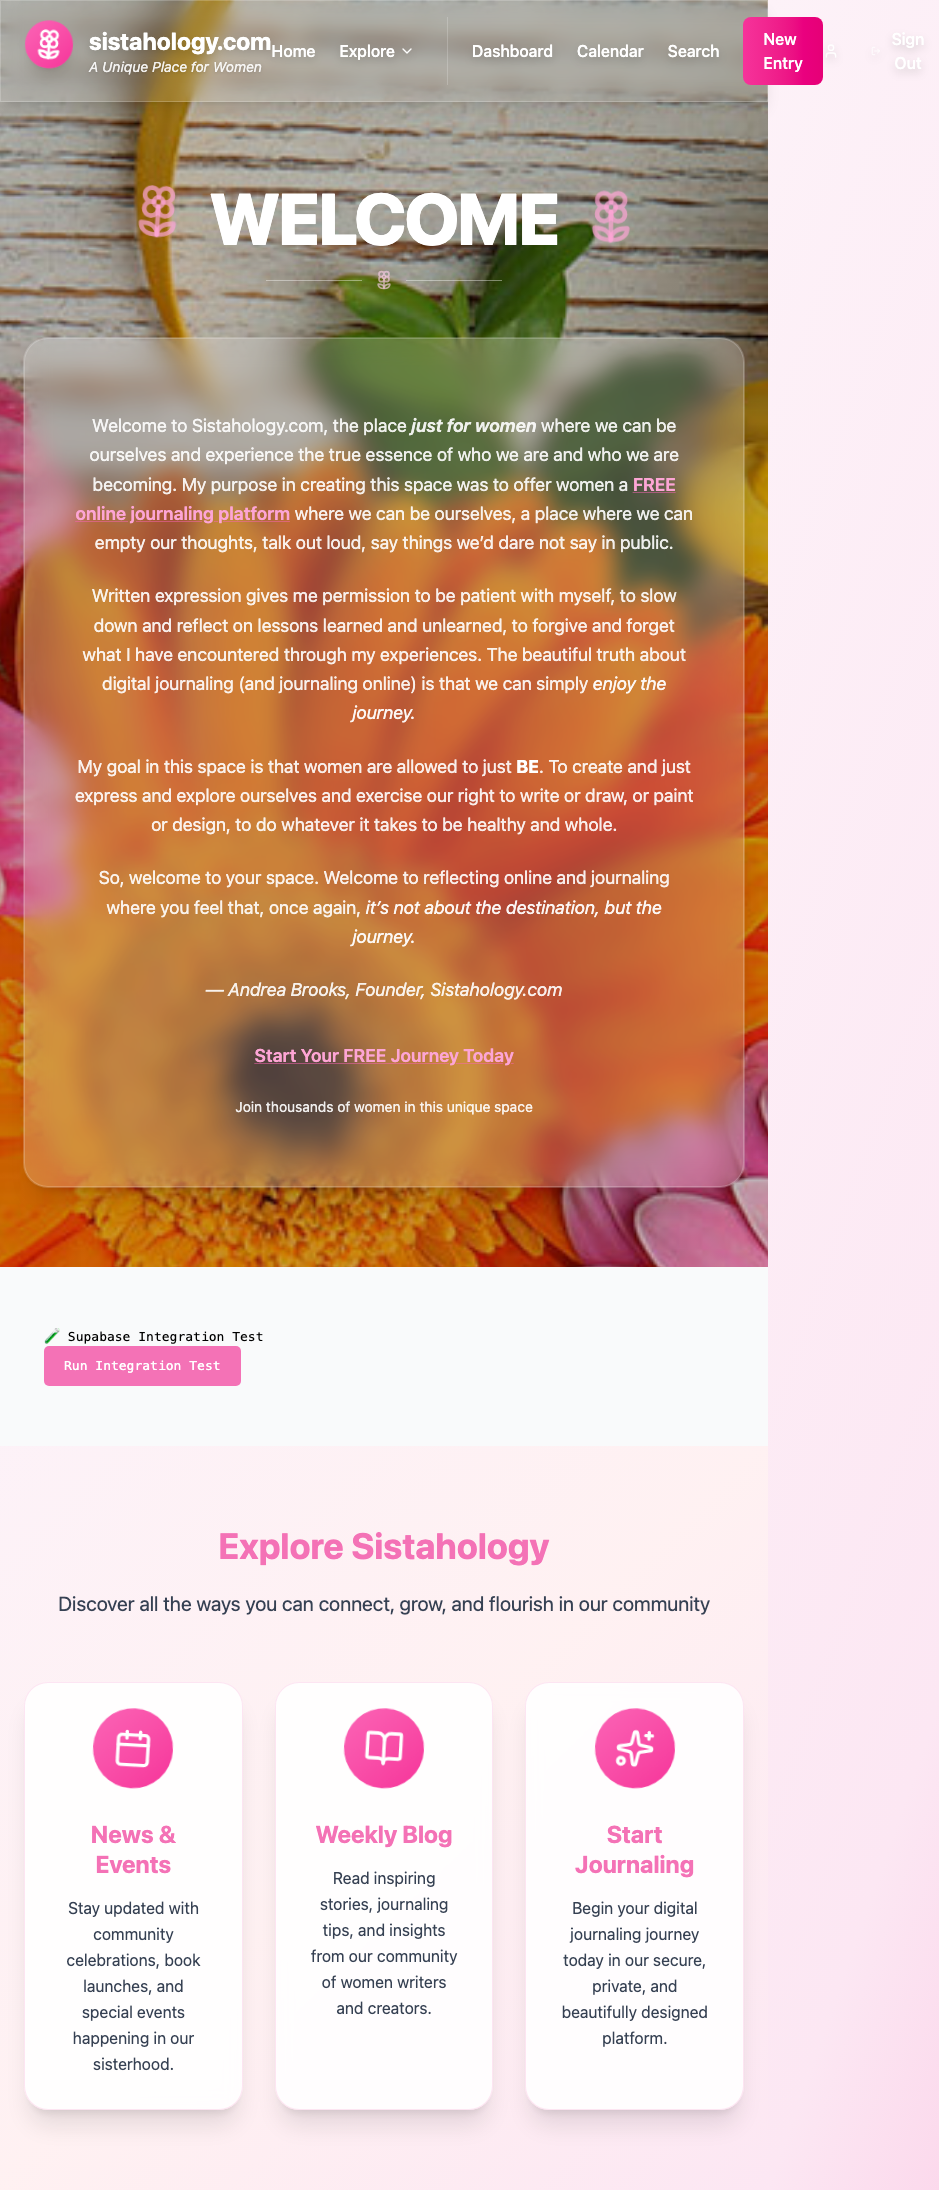 sistahology.com
A Unique Place for Women
Home
Explore
Dashboard
Calendar
Search
New
Entry
Sign
Out
WELCOME
Welcome to Sistahology.com, the place just for women where we can be
ourselves and experience the true essence of who we are and who we are
becoming. My purpose in creating this space was to offer women a FREE
online journaling platform where we can be ourselves, a place where we can
empty our thoughts, talk out loud, say things we’d dare not say in public.
Written expression gives me permission to be patient with myself, to slow
down and reflect on lessons learned and unlearned, to forgive and forget
what I have encountered through my experiences. The beautiful truth about
digital journaling (and journaling online) is that we can simply enjoy the
journey.
My goal in this space is that women are allowed to just BE. To create and just
express and explore ourselves and exercise our right to write or draw, or paint
or design, to do whatever it takes to be healthy and whole.
So, welcome to your space. Welcome to reflecting online and journaling
where you feel that, once again, it’s not about the destination, but the
journey.
— Andrea Brooks, Founder, Sistahology.com
Start Your FREE Journey Today
Join thousands of women in this unique space
Supabase Integration Test
Run Integration Test
Explore Sistahology
Discover all the ways you can connect, grow, and flourish in our community
News &
Events
Stay updated with
community
celebrations, book
launches, and
special events
happening in our
sisterhood.
Weekly Blog
Read inspiring
stories, journaling
tips, and insights
from our community
of women writers
and creators.
Start
Journaling
Begin your digital
journaling journey
today in our secure,
private, and
beautifully designed
platform.